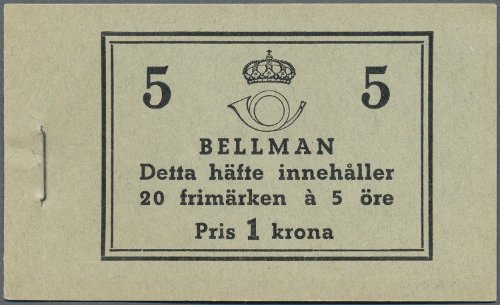 5 5
BELLMAN
Detta häfte innehåller
20 frimärken à 5 öre
Pris 1 krona